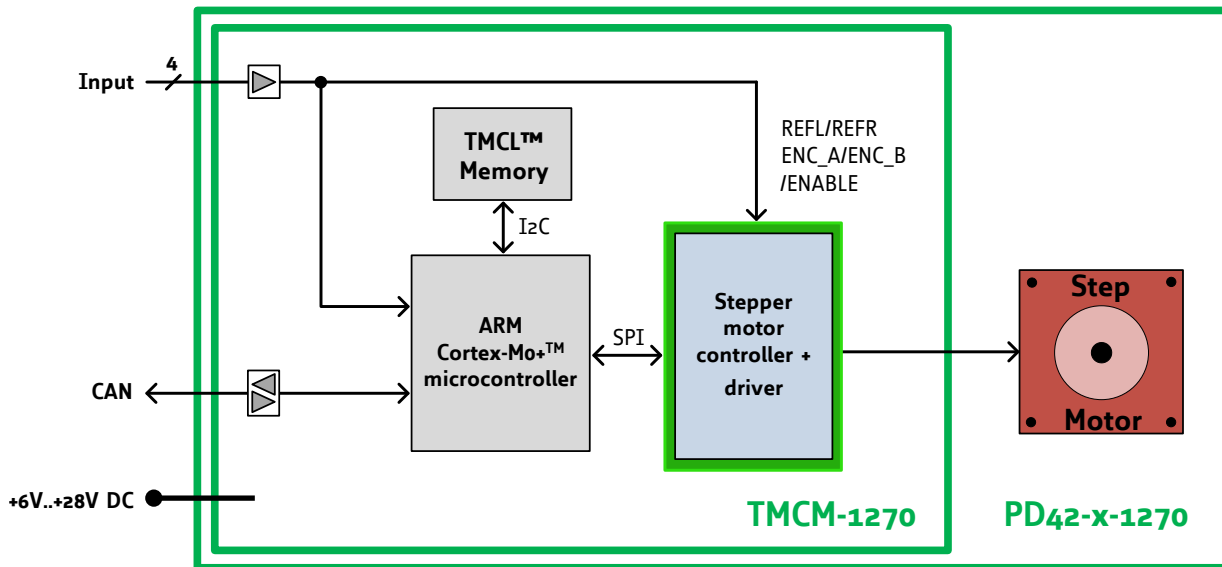 4
Input
TMCL™
Memory
REFL/REFR
ENC_A/ENC_B
/ENABLE
I2C
ARM
Cortex-M0+™
microcontroller
SPI
Stepper
motor
controller +
driver
Step
Motor
CAN
+6V..+28V DC
TMCM-1270
PD42-x-1270